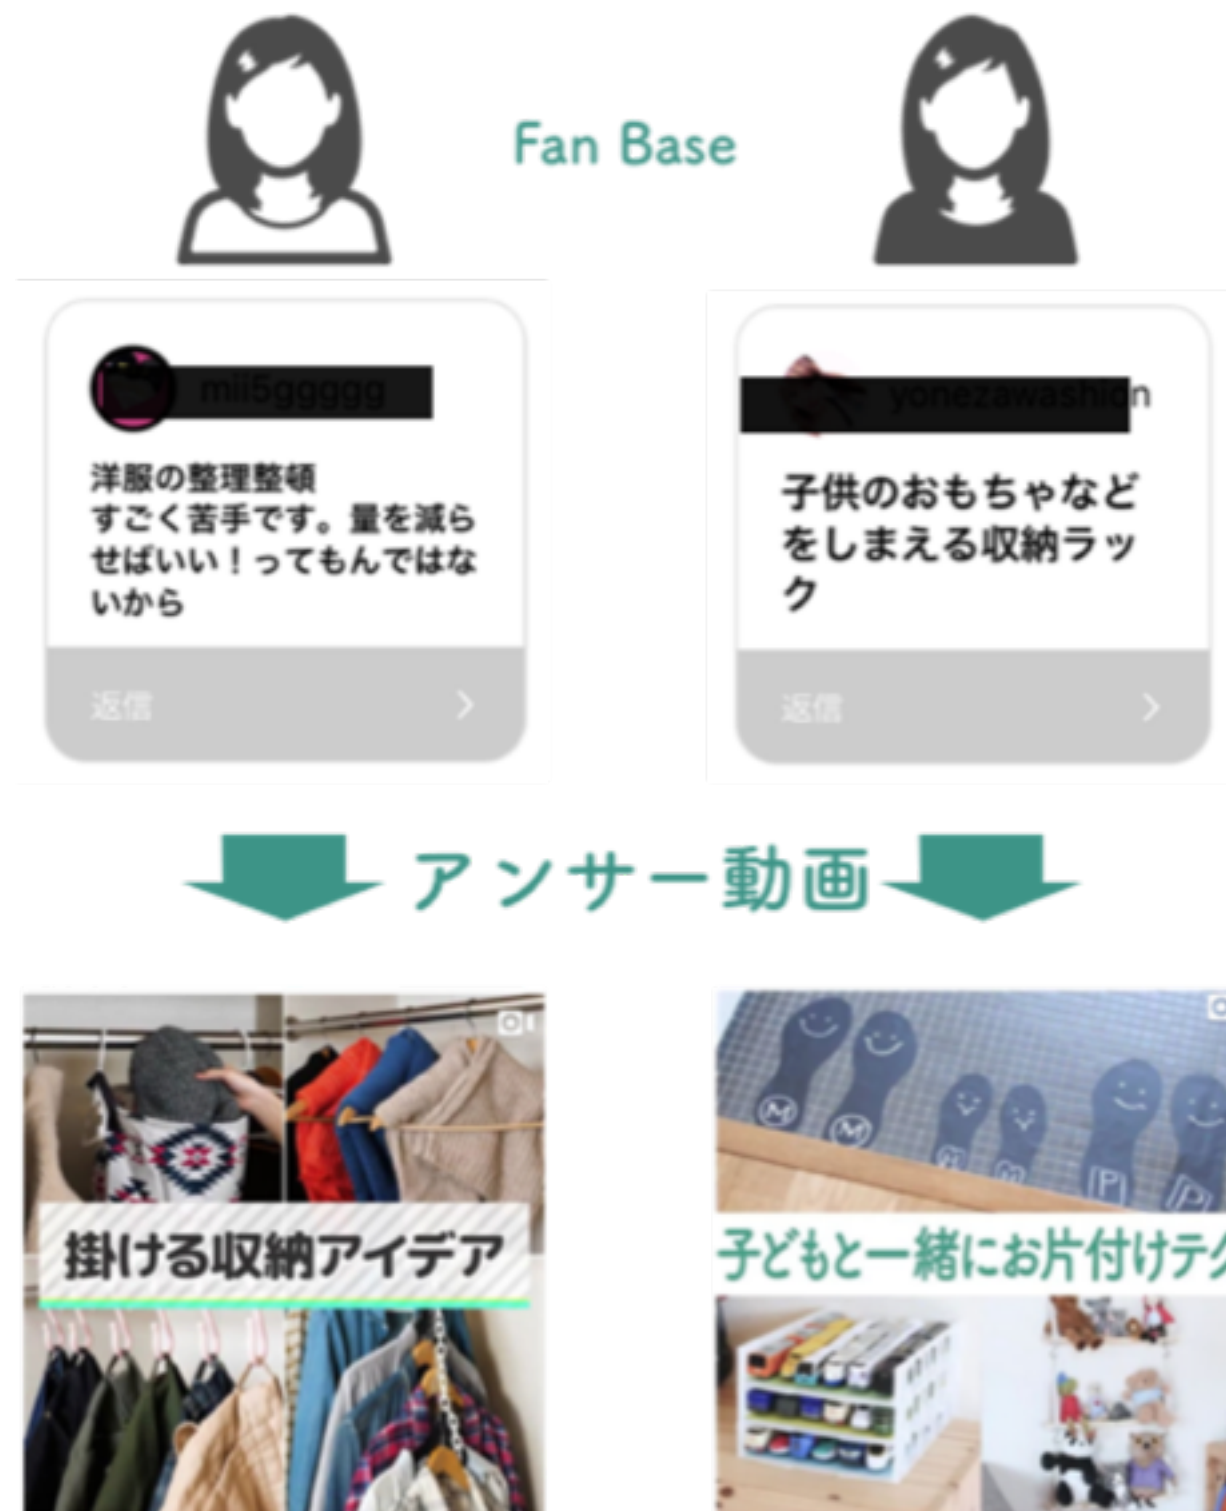 Fan Base
洋服の整理整頓
すごく苦手です。量を減ら
せばいい！ってもんではな
いから
返信
子供のおもちゃなど
をしまえる収納ラッ
ク
返信
アンサー動画
掛ける収納アイデア
M
M
m
m
P
P
子どもと一緒にお片付けテク